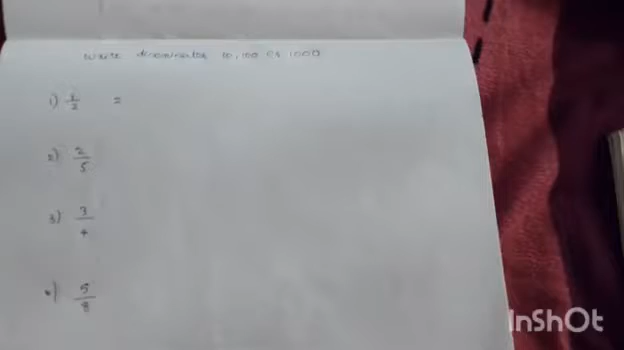 write denominator 10, 100 or 1000
1) 1/2 =
2) 2/5
3) 3/4
4) 5/8
InShOt